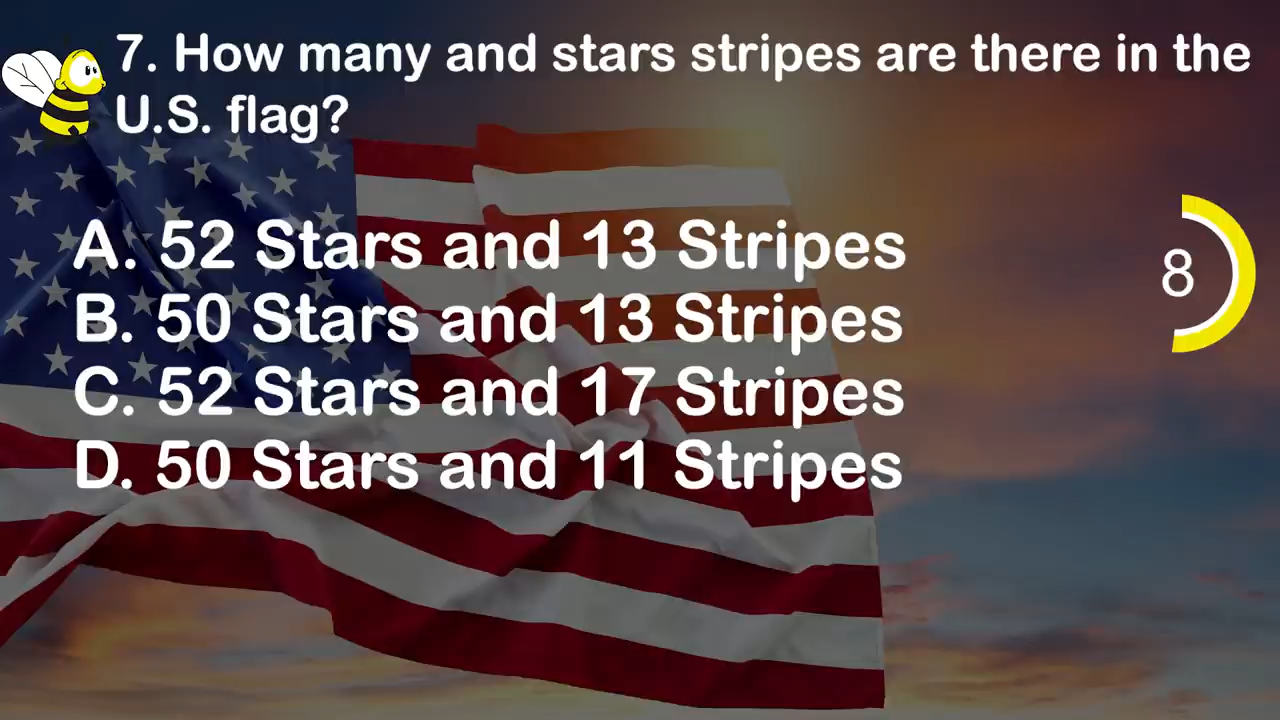 7. How many and stars stripes are there in the
U.S. flag?
A. 52 Stars and 13 Stripes
B. 50 Stars and 13 Stripes
8
C. 52 Stars and 17 Stripes
D. 50 Stars and 11 Stripes